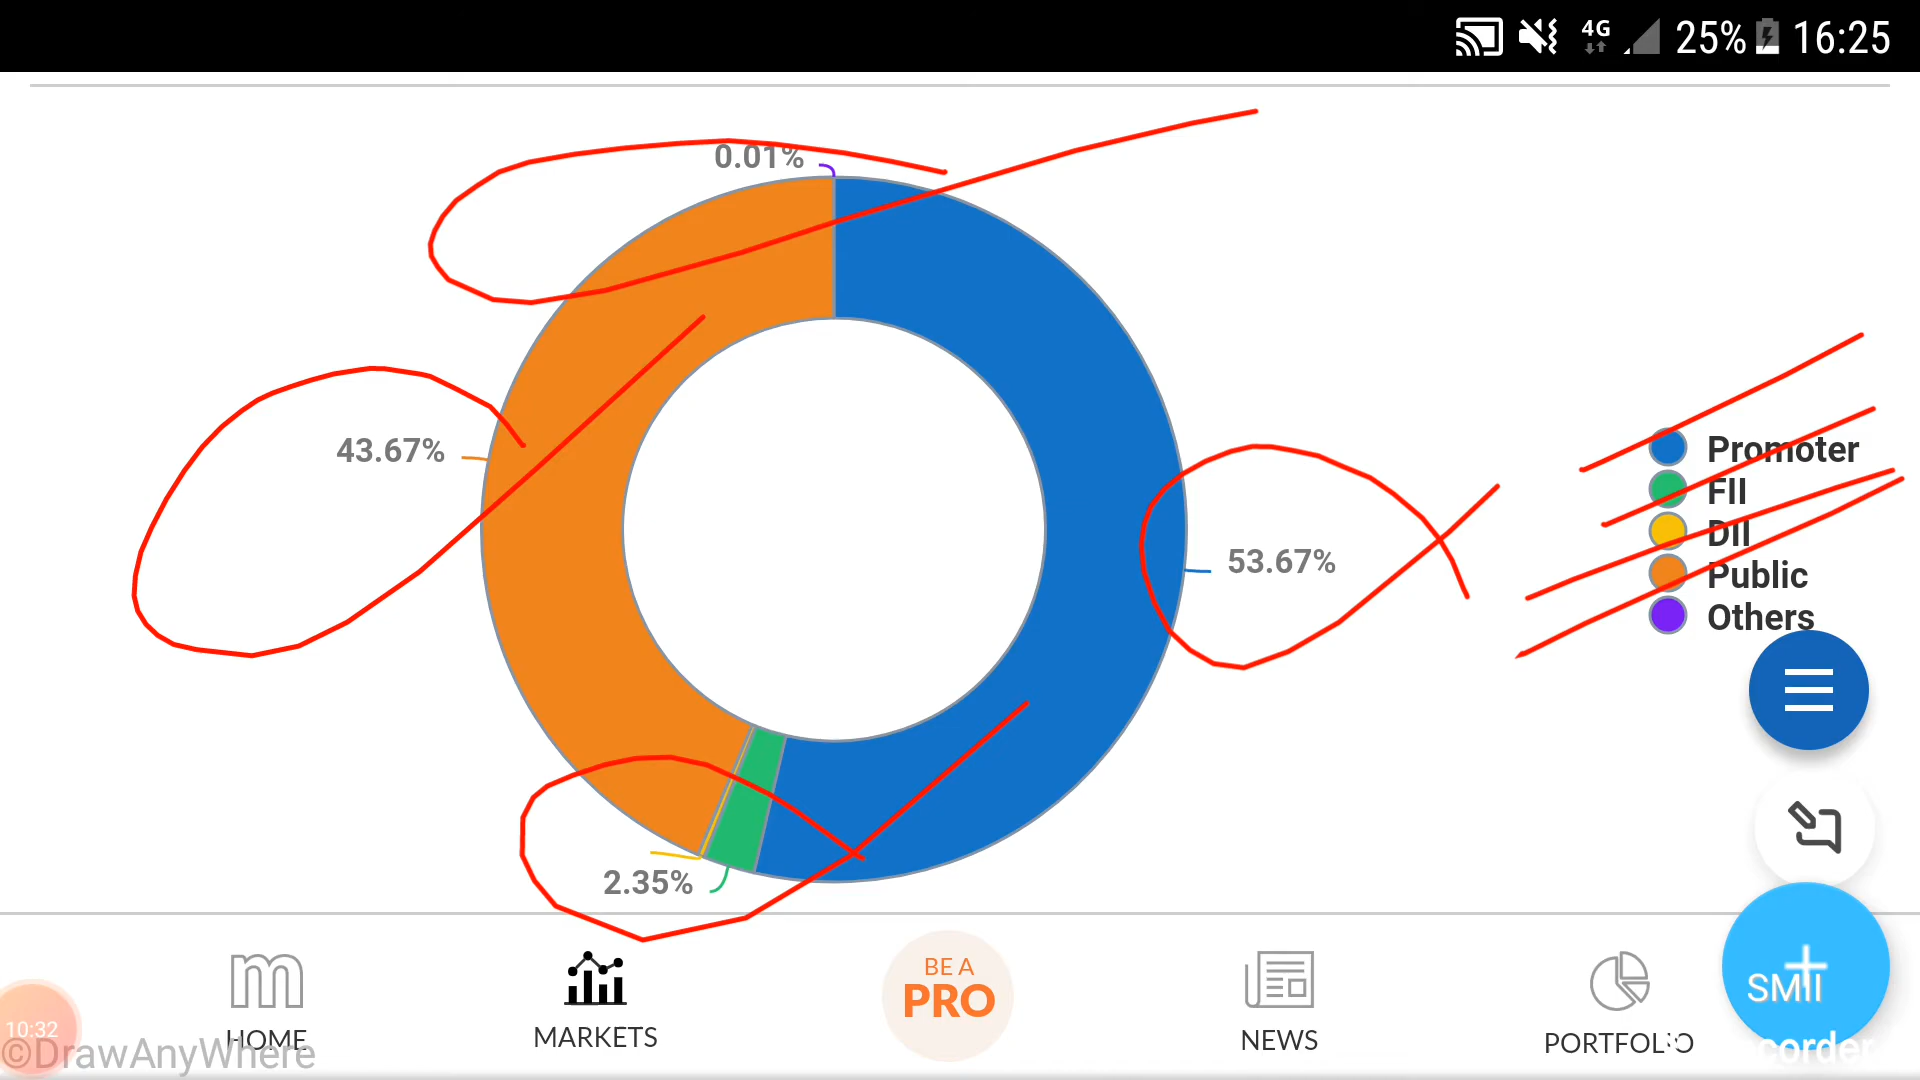 4G 25% 16:25
0.01%
43.67%
53.67%
2.35%
Promoter
FII
DII
Public
Others
HOME
MARKETS
BE A
PRO
NEWS
PORTFOLIO
10:32
©DrawAnyWhere